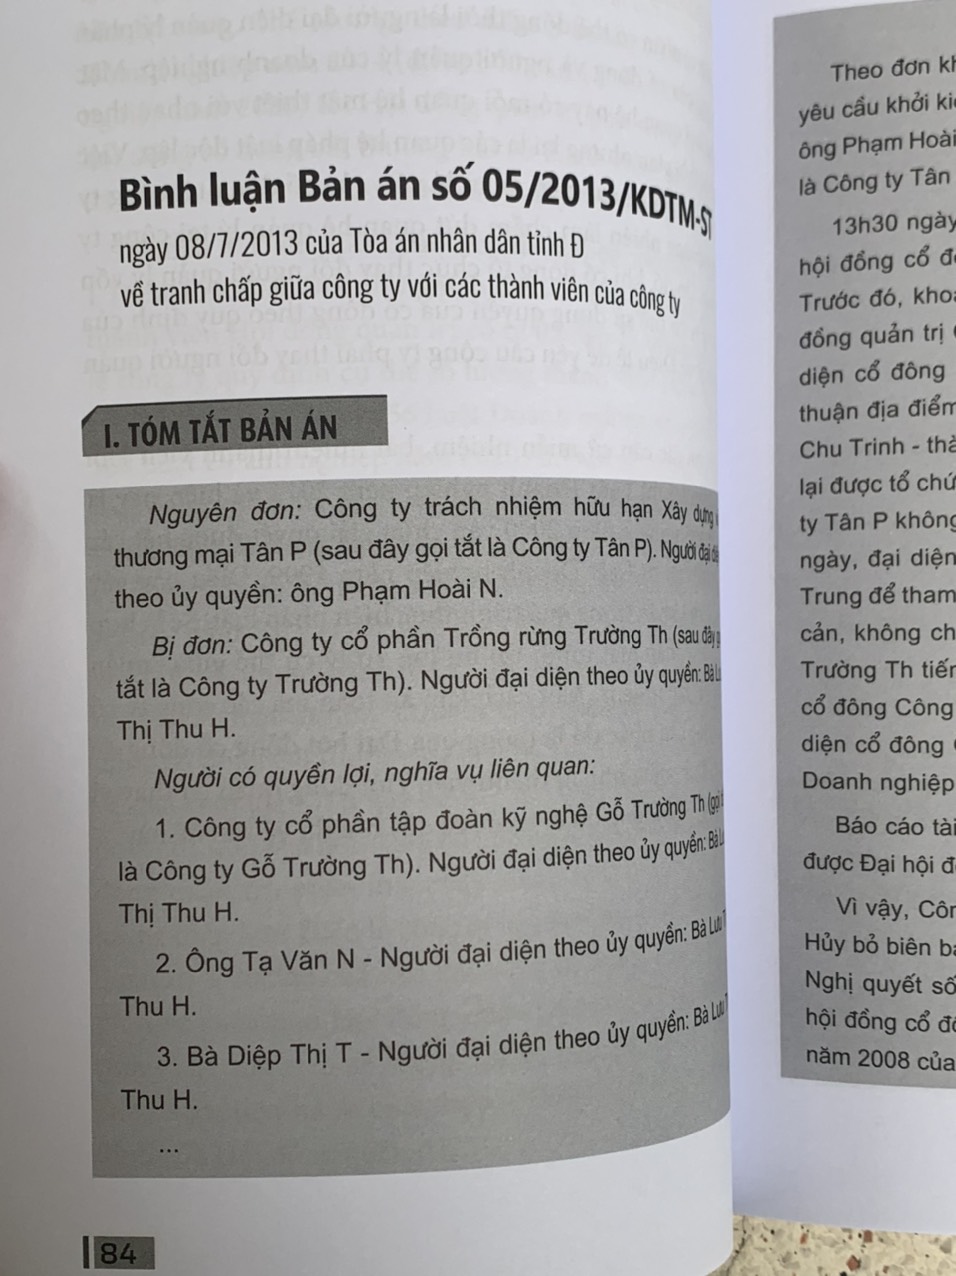 Bình luận Bản án số 05/2013/KDTM-ST
ngày 08/7/2013 của Tòa án nhân dân tỉnh Đ
về tranh chấp giữa công ty với các thành viên của công ty
I. TÓM TẮT BẢN ÁN
Nguyên đơn: Công ty trách nhiệm hữu hạn Xây dựng
thương mại Tân P (sau đây gọi tắt là Công ty Tân P). Người đại
theo ủy quyền: ông Phạm Hoài N.
Bị đơn: Công ty cổ phần Trồng rừng Trường Th (sau đây
tắt là Công ty Trường Th). Người đại diện theo ủy quyền: Bà
Thị Thu H.
Người có quyền lợi, nghĩa vụ liên quan:
1. Công ty cổ phần tập đoàn kỹ nghệ Gỗ Trường Th (gọi
là Công ty Gỗ Trường Th). Người đại diện theo ủy quyền: Bà
Thị Thu H.
2. Ông Tạ Văn N - Người đại diện theo ủy quyền: Bà Lưu
Thu H.
3. Bà Diệp Thị T - Người đại diện theo ủy quyền: Bà Lưu
Thu H.
...
84
Theo đơn
yêu cầu khởi
ông Phạm Hoài
là Công ty Tân
13h30 ngày
hội đồng cổ
Trước đó,
đồng quản trị
diện cổ đông
thuận địa điểm
Chu Trinh -
lại được tổ
ty Tân P không
ngày, đại diện
Trung để tham
cản, không
Trường Th
cổ đông Công
diện cổ đông
Doanh nghiệp
Báo cáo
được Đại hội
Vì vậy,
Hủy bỏ biên
Nghị quyết số
hội đồng cổ
năm 2008 của